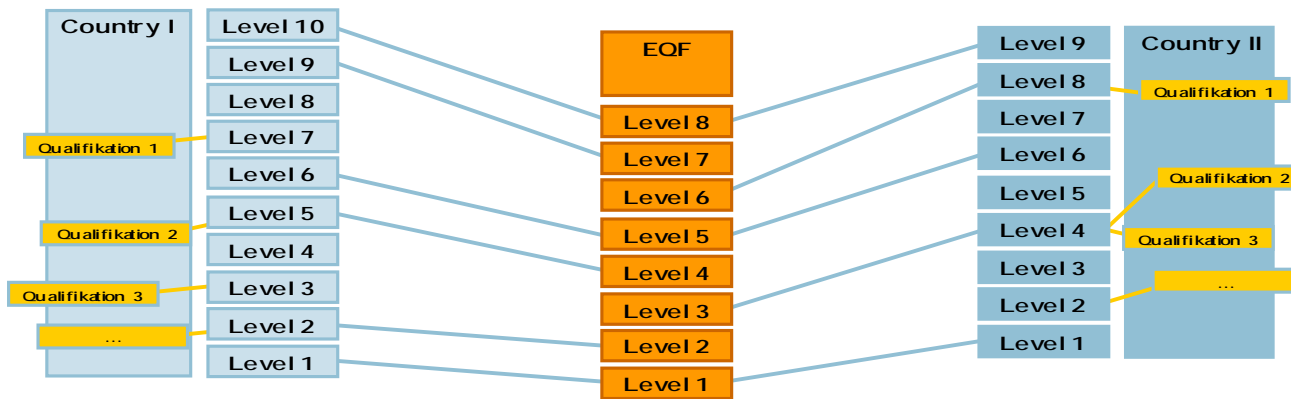 Country I
Level 10
Level 9
Level 8
Level 7
Level 6
Level 5
Level 4
Level 3
Level 2
Level 1
Qualifikation 1
Qualifikation 2
Qualifikation 3
...
EQF
Level 8
Level 7
Level 6
Level 5
Level 4
Level 3
Level 2
Level 1
Level 9
Level 8
Level 7
Level 6
Level 5
Level 4
Level 3
Level 2
Level 1
Country II
Qualifikation 1
Qualifikation 2
Qualifikation 3
...